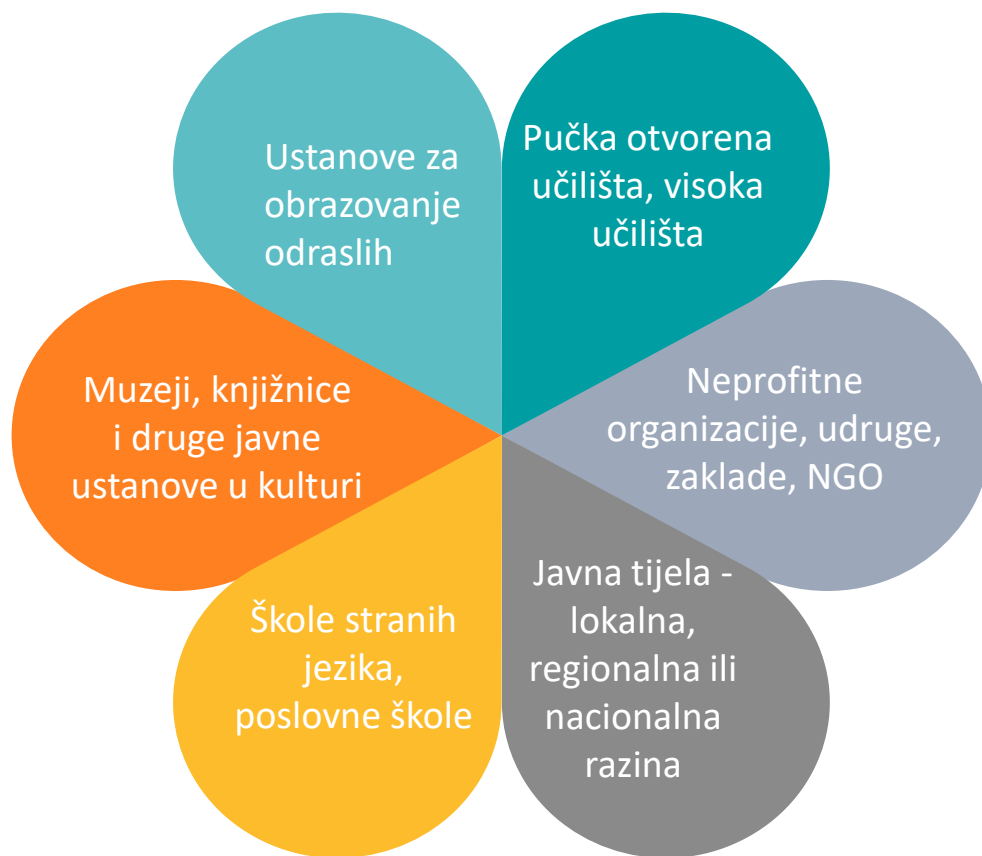 Ustanove za
obrazovanje
odraslih
Pučka otvorena
učilišta, visoka
učilišta
Muzeji, knjižnice
i druge javne
ustanove u kulturi
Neprofitne
organizacije, udruge,
zaklade, NGO
Škole stranih
jezika,
poslovne škole
Javna tijela -
lokalna,
regionalna ili
nacionalna
razina